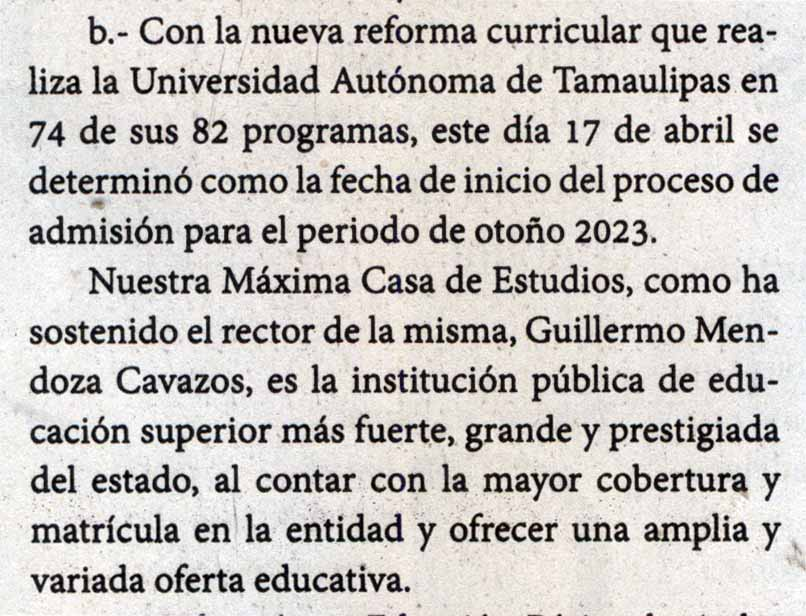 b.- Con la nueva reforma curricular que rea-
liza la Universidad Autónoma de Tamaulipas en
74 de sus 82 programas, este día 17 de abril se
determinó como la fecha de inicio del proceso de
admisión para el periodo de otoño 2023.
Nuestra Máxima Casa de Estudios, como ha
sostenido el rector de la misma, Guillermo Men-
doza Cavazos, es la institución pública de edu-
cación superior más fuerte, grande y prestigiada
del estado, al contar con la mayor cobertura y
matrícula en la entidad y ofrecer una amplia y
variada oferta educativa.